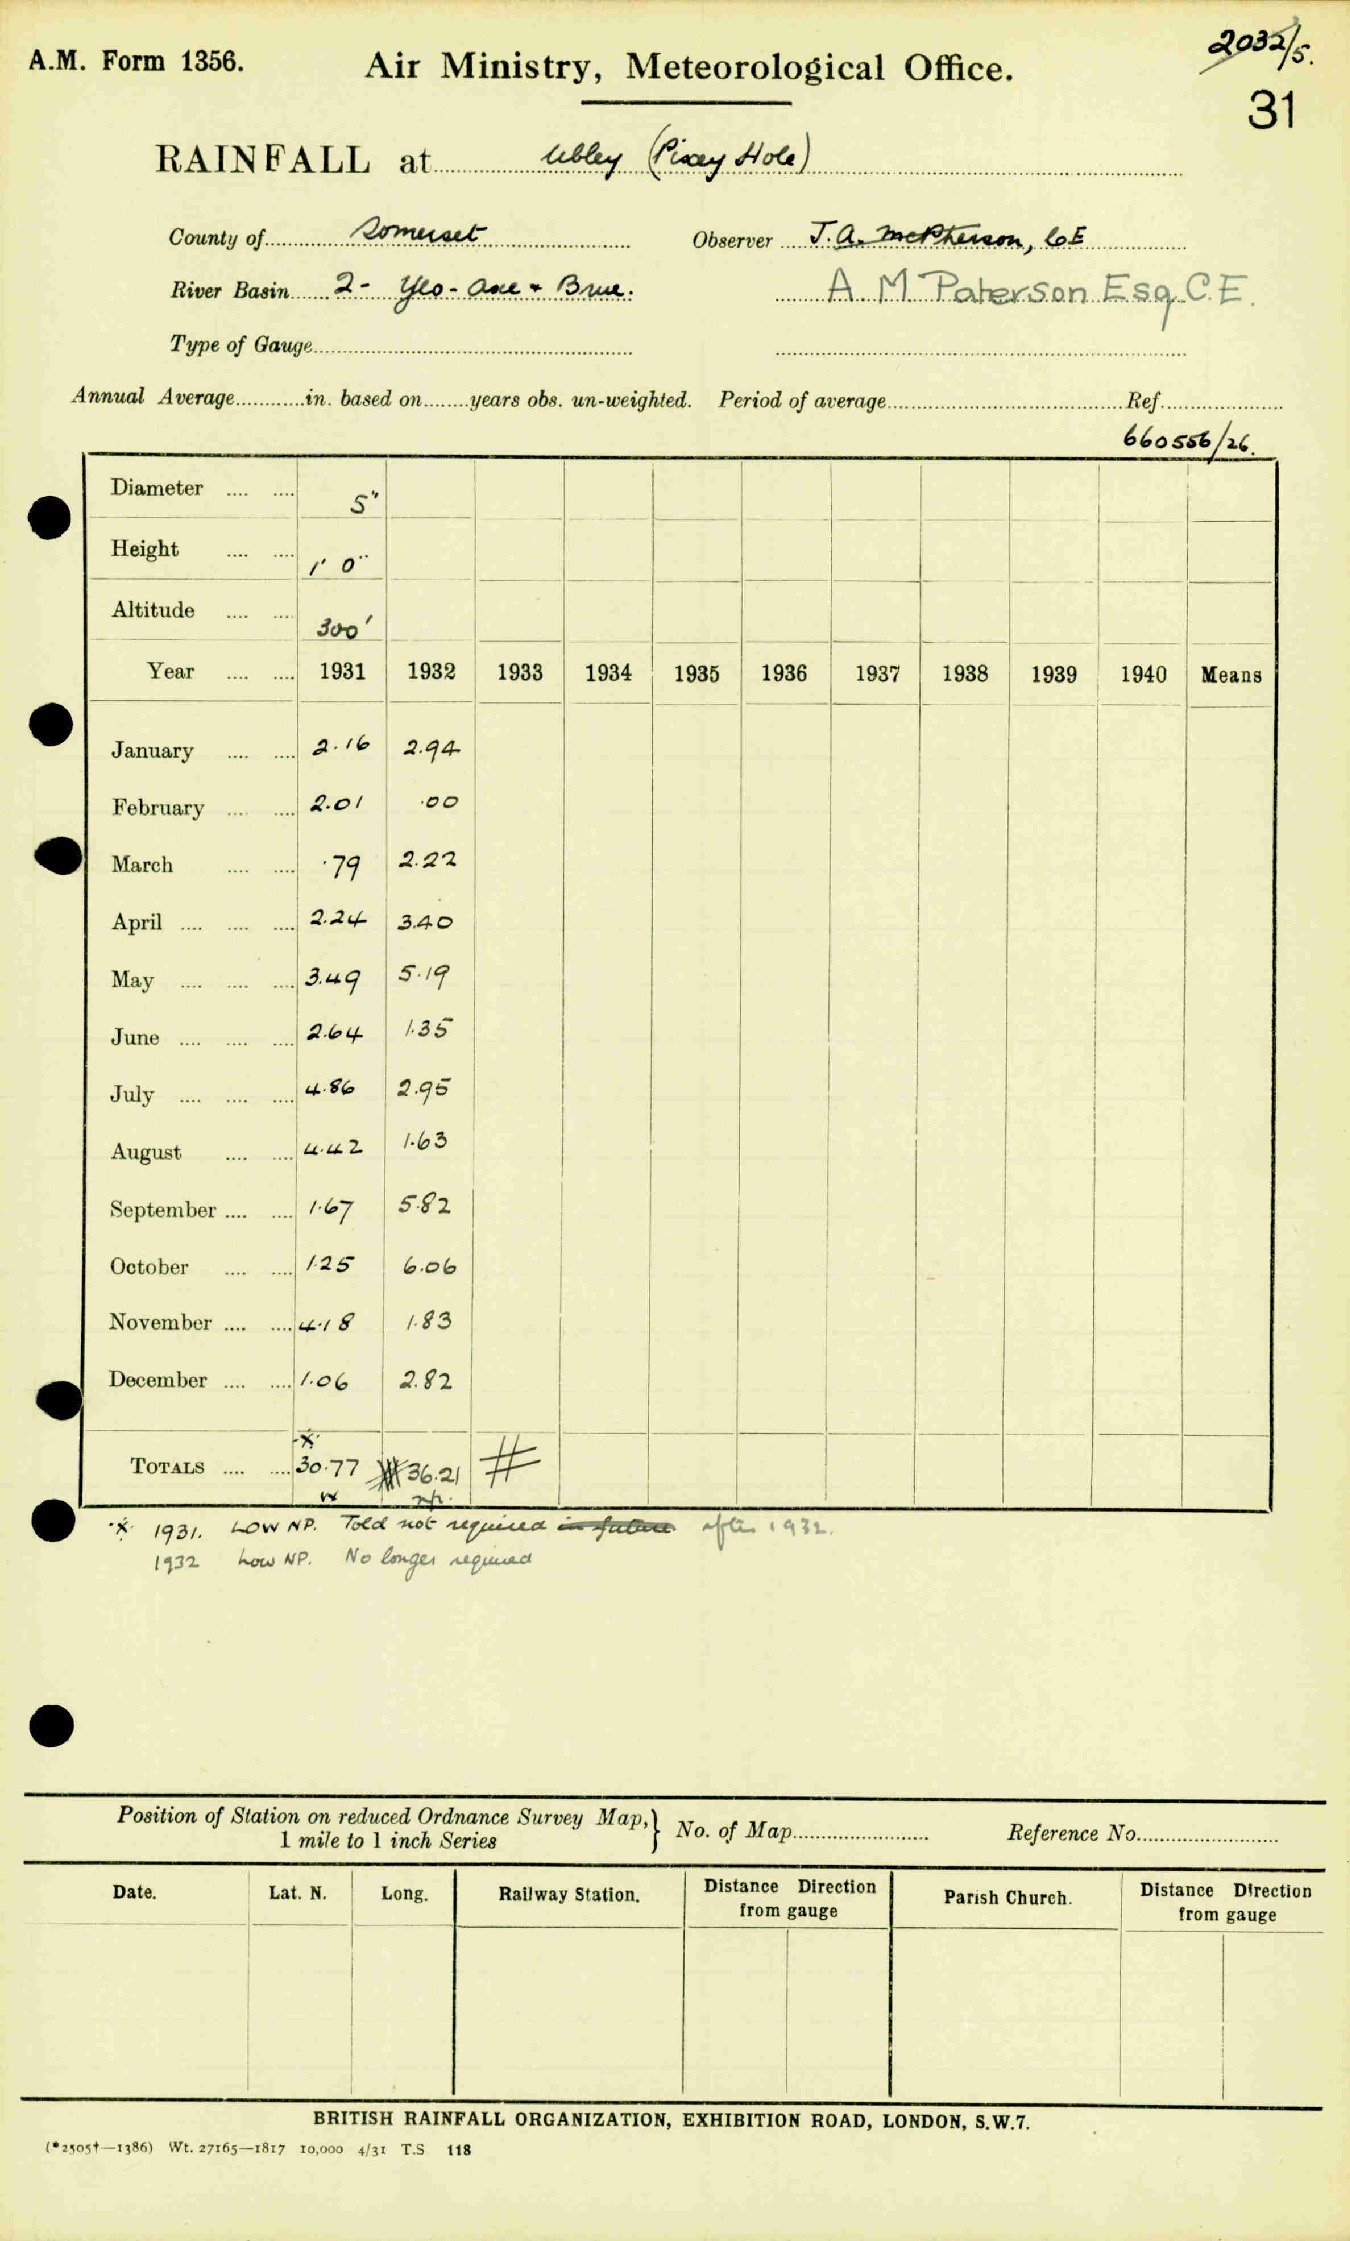 A.M. Form 1356.
Air Ministry, Meteorological Office.
2032/5.
31
RAINFALL at Ubley (Pixey Hole)
County of Somerset Observer J. A. McPherson, CE
River Basin 2 - Yeo - Axe + Brue. A. M. Paterson Esq. C.E.
Type of Gauge
Annual Average in. based on years obs. un-weighted. Period of average Ref.
660556/26.
Diameter 5"
Height 1' 0"
Altitude 300'
Year 1931 1932 1933 1934 1935 1936 1937 1938 1939 1940 Means
January 2.16 2.94
February 2.01 .00
March .79 2.22
April 2.24 3.40
May 3.49 5.19
June 2.64 1.35
July 4.86 2.95
August 4.42 1.63
September 1.67 5.82
October 1.25 6.06
November 4.18 1.83
December 1.06 2.82
TOTALS 30.77 36.21 #
1931. LOW NP. Told not required in future after 1932.
1932 Low NP. No longer required
Position of Station on reduced Ordnance Survey Map,} No. of Map Reference No.
1 mile to 1 inch Series
Date. Lat. N. Long. Railway Station. Distance Direction from gauge Parish Church. Distance Direction from gauge
BRITISH RAINFALL ORGANIZATION, EXHIBITION ROAD, LONDON, S.W.7.
(*2505†—1386) Wt. 27165—1817 10,000 4/31 T.S 118